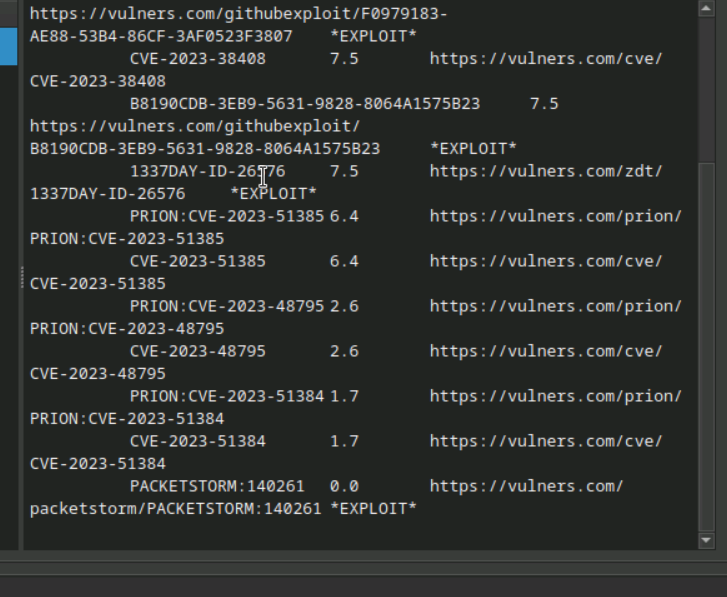 https://vulners.com/githubexploit/F0979183-
AE88-53B4-86CF-3AF0523F3807 *EXPLOIT*
CVE-2023-38408 7.5 https://vulners.com/cve/
CVE-2023-38408
B8190CDB-3EB9-5631-9828-8064A1575B23 7.5
https://vulners.com/githubexploit/
B8190CDB-3EB9-5631-9828-8064A1575B23 *EXPLOIT*
1337DAY-ID-26576 7.5 https://vulners.com/zdt/
1337DAY-ID-26576 *EXPLOIT*
PRION:CVE-2023-51385 6.4 https://vulners.com/prion/
PRION:CVE-2023-51385
CVE-2023-51385 6.4 https://vulners.com/cve/
CVE-2023-51385
PRION:CVE-2023-48795 2.6 https://vulners.com/prion/
PRION:CVE-2023-48795
CVE-2023-48795 2.6 https://vulners.com/cve/
CVE-2023-48795
PRION:CVE-2023-51384 1.7 https://vulners.com/prion/
PRION:CVE-2023-51384
CVE-2023-51384 1.7 https://vulners.com/cve/
CVE-2023-51384
PACKETSTORM:140261 0.0 https://vulners.com/
packetstorm/PACKETSTORM:140261 *EXPLOIT*